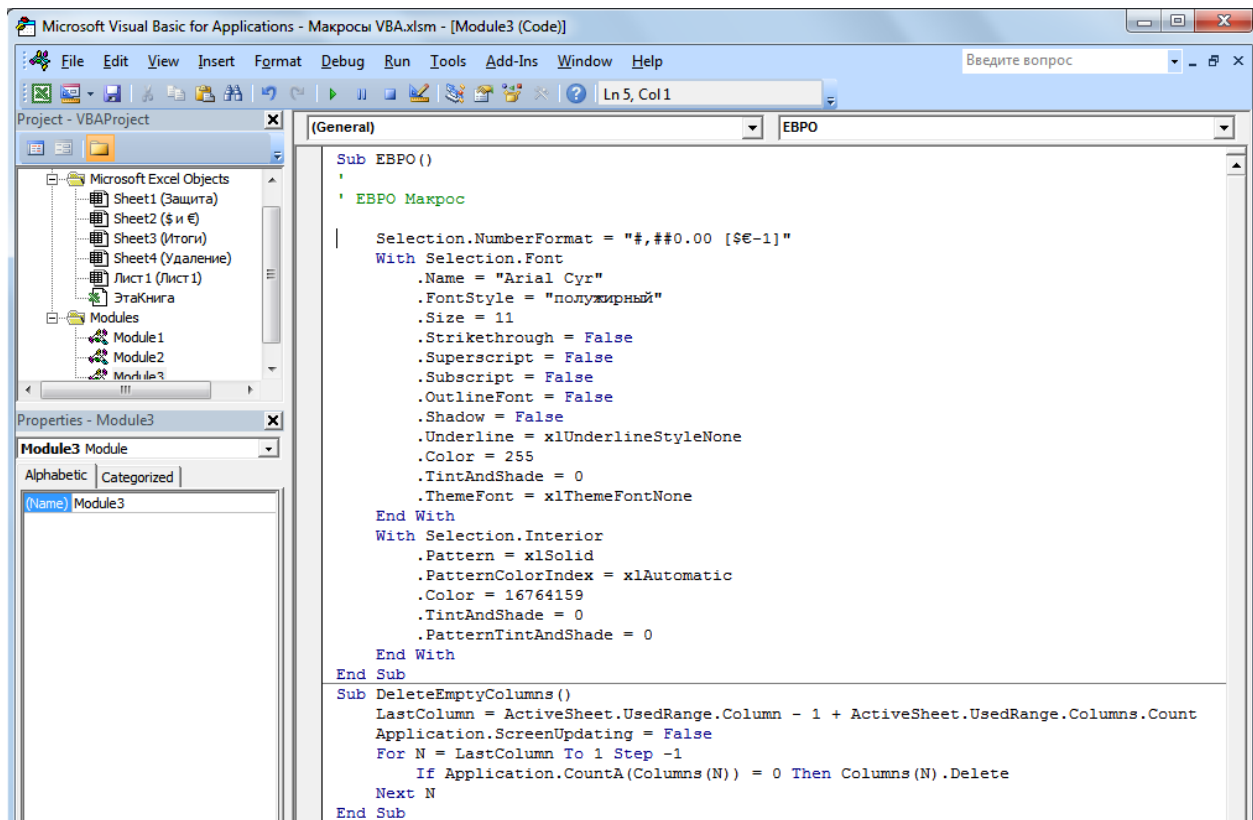 Microsoft Visual Basic for Applications - Макросы VBA.xlsm - [Module3 (Code)]
File Edit View Insert Format Debug Run Tools Add-Ins Window Help
Введите вопрос
Ln 5, Col 1
Project - VBAProject
Microsoft Excel Objects
Sheet1 (Защита)
Sheet2 ($ и €)
Sheet3 (Итоги)
Sheet4 (Удаление)
Лист1 (Лист1)
ЭтаКнига
Modules
Module1
Module2
Module3
Properties - Module3
Module3 Module
Alphabetic Categorized
(Name) Module3
(General) ЕВРО
Sub ЕВРО()
'
' ЕВРО Макрос
Selection.NumberFormat = "#,##0.00 [$€-1]"
With Selection.Font
.Name = "Arial Cyr"
.FontStyle = "полужирный"
.Size = 11
.Strikethrough = False
.Superscript = False
.Subscript = False
.OutlineFont = False
.Shadow = False
.Underline = xlUnderlineStyleNone
.Color = 255
.TintAndShade = 0
.ThemeFont = xlThemeFontNone
End With
With Selection.Interior
.Pattern = xlSolid
.PatternColorIndex = xlAutomatic
.Color = 16764159
.TintAndShade = 0
.PatternTintAndShade = 0
End With
End Sub
Sub DeleteEmptyColumns()
LastColumn = ActiveSheet.UsedRange.Column - 1 + ActiveSheet.UsedRange.Columns.Count
Application.ScreenUpdating = False
For N = LastColumn To 1 Step -1
If Application.CountA(Columns(N)) = 0 Then Columns(N).Delete
Next N
End Sub